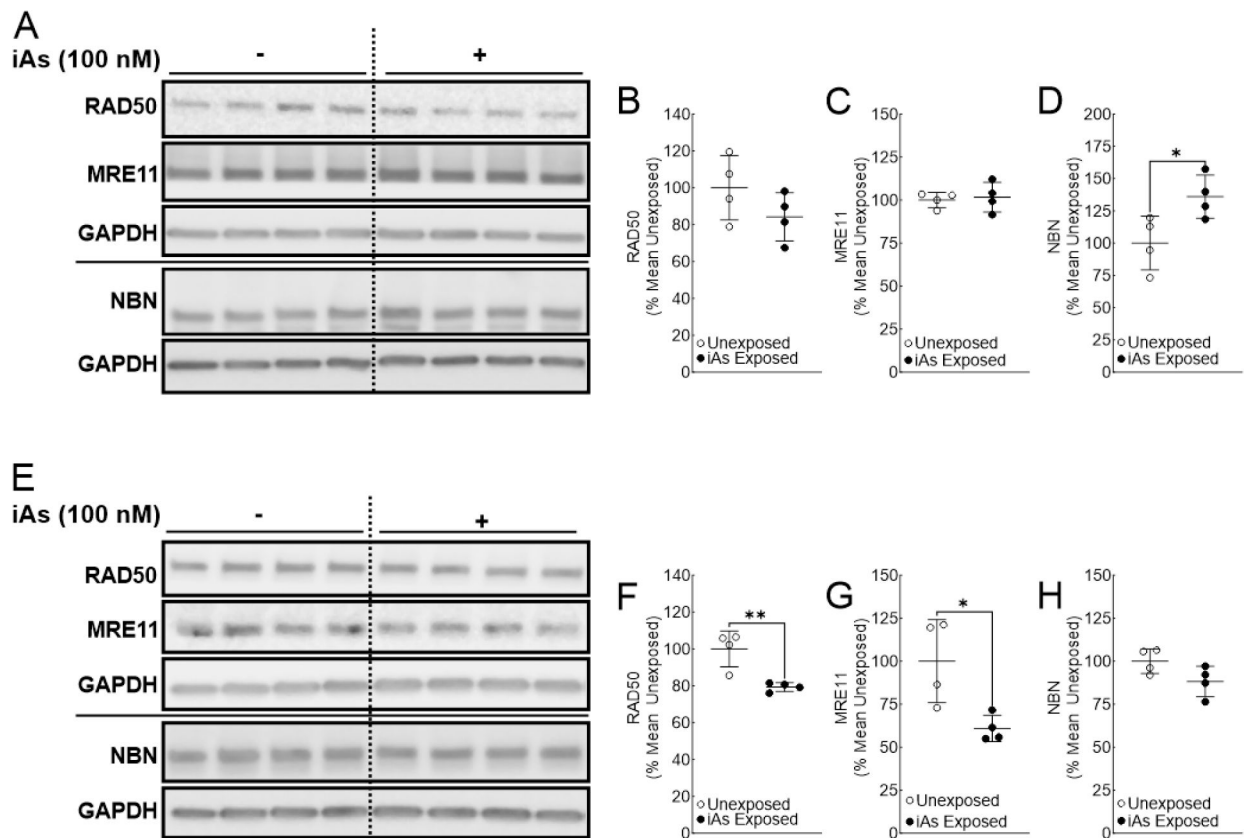 A
iAs (100 nM)
-
+
RAD50
MRE11
GAPDH
NBN
GAPDH
B
RAD50
(% Mean Unexposed)
140
120
100
80
60
40
20
0
○ Unexposed
● iAs Exposed
C
MRE11
(% Mean Unexposed)
150
125
100
75
50
25
0
○ Unexposed
● iAs Exposed
D
NBN
(% Mean Unexposed)
200
175
150
125
100
75
50
25
0
*
○ Unexposed
● iAs Exposed
E
iAs (100 nM)
-
+
RAD50
MRE11
GAPDH
NBN
GAPDH
F
RAD50
(% Mean Unexposed)
140
120
100
80
60
40
20
0
**
○ Unexposed
● iAs Exposed
G
MRE11
(% Mean Unexposed)
150
125
100
75
50
25
0
*
○ Unexposed
● iAs Exposed
H
NBN
(% Mean Unexposed)
150
125
100
75
50
25
0
○ Unexposed
● iAs Exposed